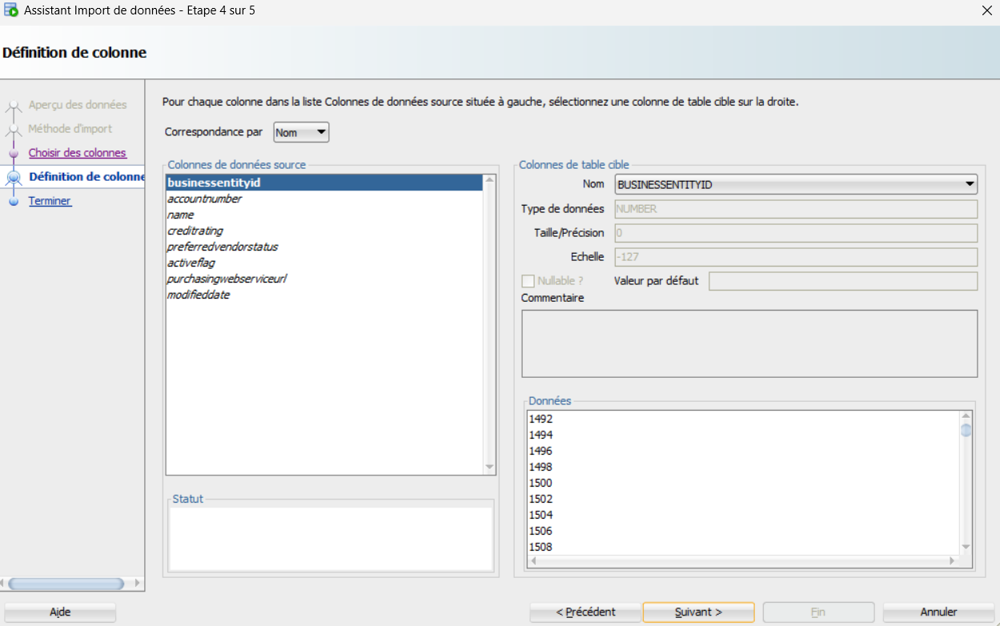 Assistant Import de données - Etape 4 sur 5
Définition de colonne
Aperçu des données
Méthode d'import
Choisir des colonnes
Définition de colonne
Terminer
Pour chaque colonne dans la liste Colonnes de données source située à gauche, sélectionnez une colonne de table cible sur la droite.
Correspondance par Nom
Colonnes de données source
businessentityid
accountnumber
name
creditrating
preferredvendorstatus
activeflag
purchasingwebserviceurl
modifieddate
Statut
Colonnes de table cible
Nom BUSINESSENTITYID
Type de données NUMBER
Taille/Précision 0
Echelle -127
Nullable ? Valeur par défaut
Commentaire
Données
1492
1494
1496
1498
1500
1502
1504
1506
1508
Aide < Précédent Suivant > Fin Annuler